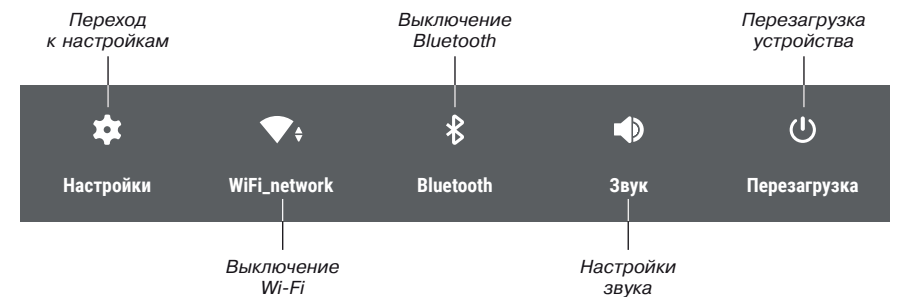 Переход
к настройкам
Выключение
Bluetooth
Перезагрузка
устройства
Настройки
WiFi_network
Bluetooth
Звук
Перезагрузка
Выключение
Wi-Fi
Настройки
звука